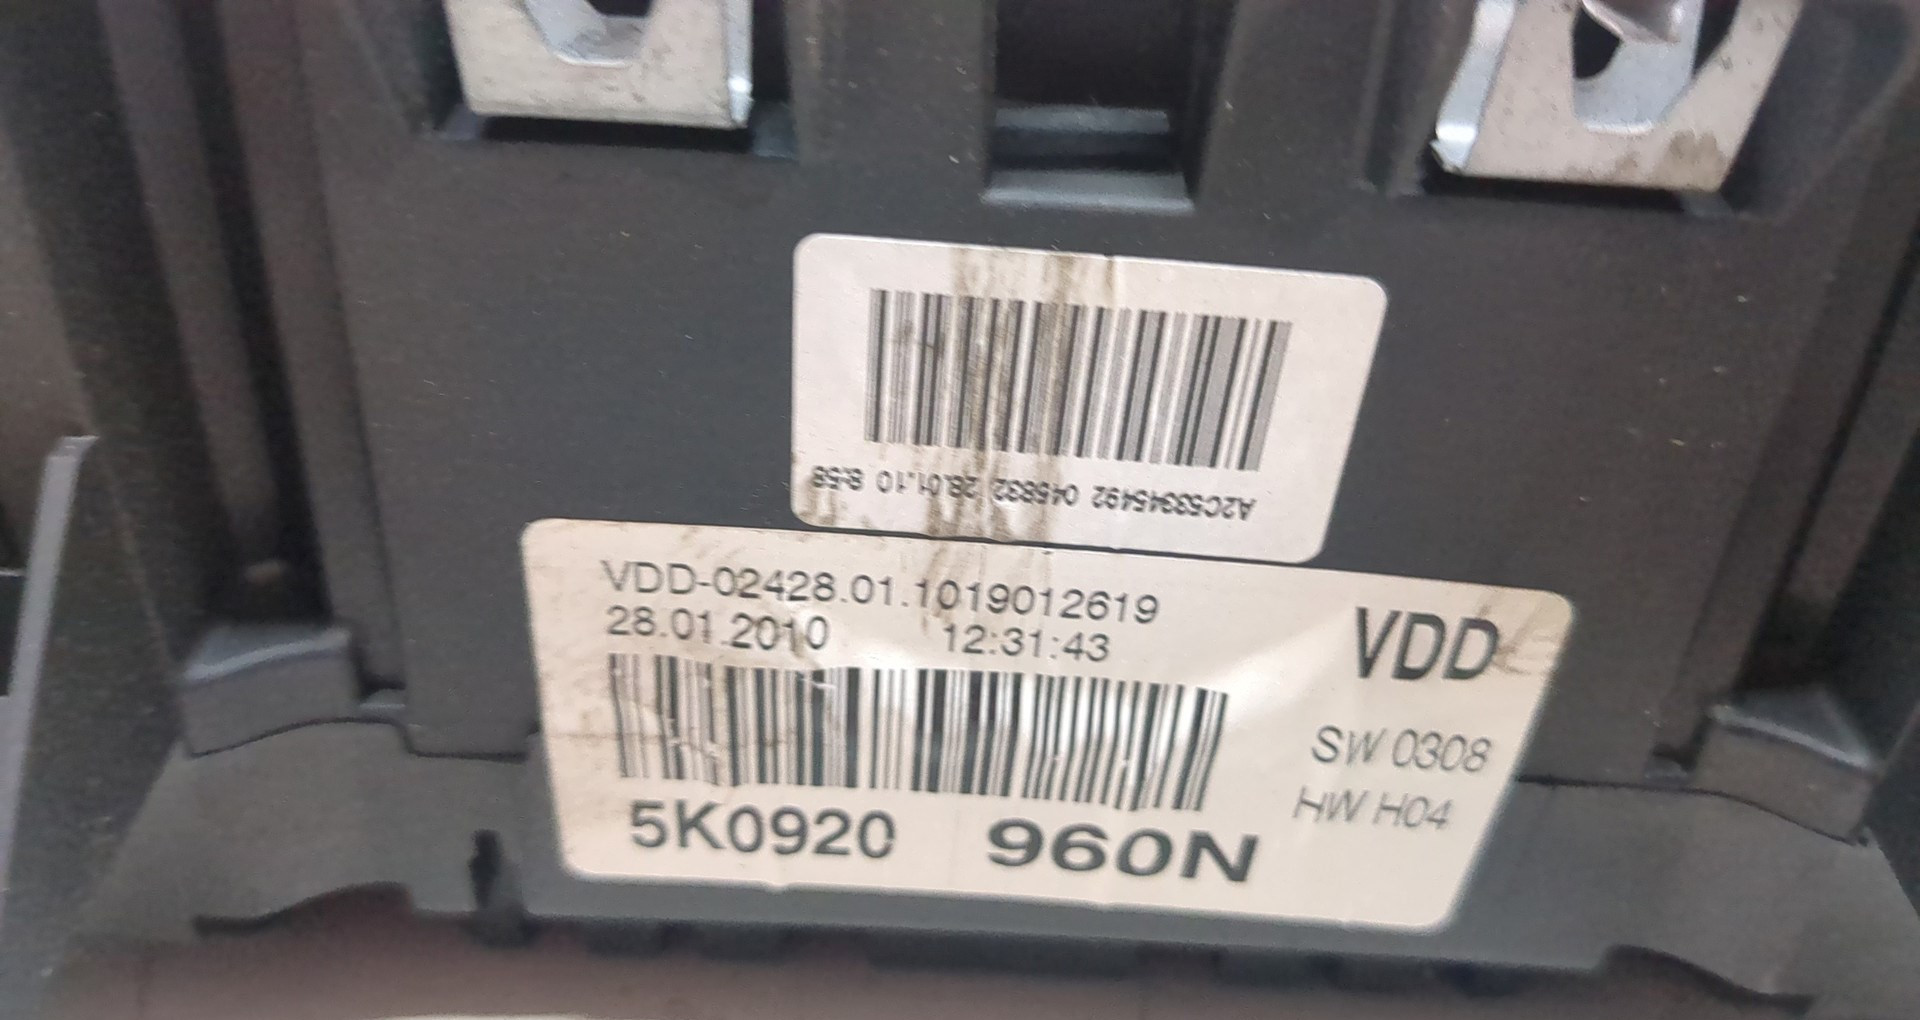 A2C53345492 045832 28.01.10 8:58
VDD-02428.01.1019012619
28.01.2010 12:31:43
VDD
SW 0308
HW H04
5K0920 960N